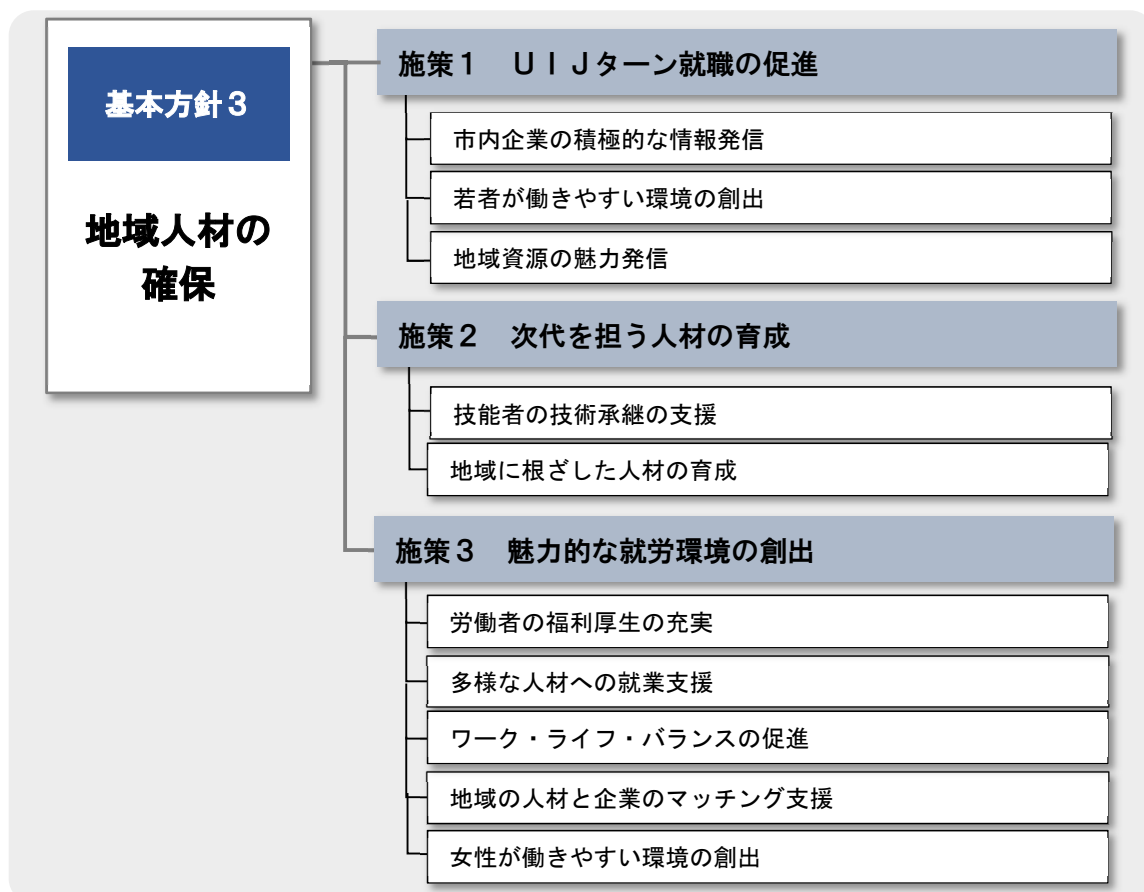 基本方針３
地域人材の
確保
施策１　ＵＩＪターン就職の促進
市内企業の積極的な情報発信
若者が働きやすい環境の創出
地域資源の魅力発信
施策２　次代を担う人材の育成
技能者の技術承継の支援
地域に根ざした人材の育成
施策３　魅力的な就労環境の創出
労働者の福利厚生の充実
多様な人材への就業支援
ワーク・ライフ・バランスの促進
地域の人材と企業のマッチング支援
女性が働きやすい環境の創出